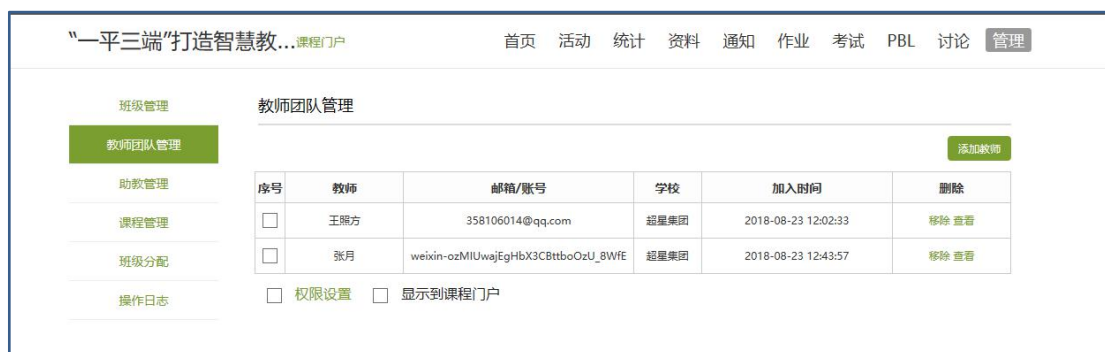 “一平三端”打造智慧教...课程门户 首页 活动 统计 资料 通知 作业 考试 PBL 讨论 管理
班级管理
教师团队管理
助教管理
课程管理
班级分配
操作日志
教师团队管理
添加教师
序号 教师 邮箱/账号 学校 加入时间 删除
王照方 358106014@qq.com 超星集团 2018-08-23 12:02:33 移除 查看
张月 weixin-ozMIUwajEgHbX3CBttboOzU_8WfE 超星集团 2018-08-23 12:43:57 移除 查看
权限设置 显示到课程门户